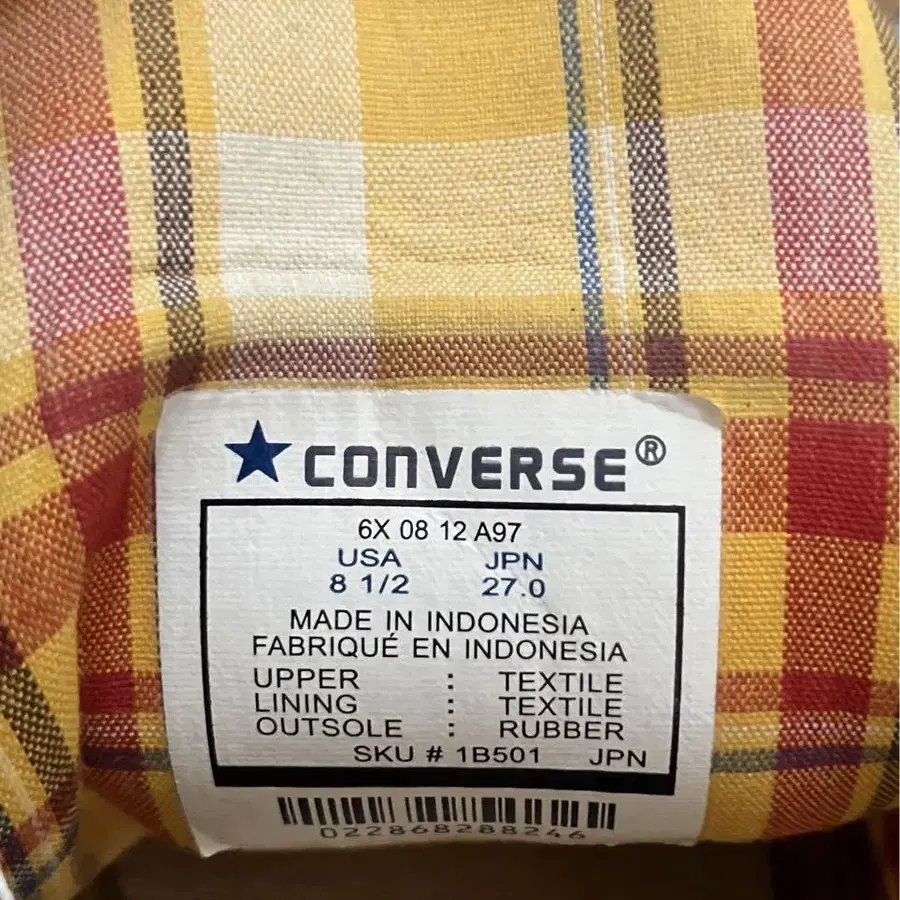 CONVERSE®
6X 08 12 A97
USA JPN
8 1/2 27.0
MADE IN INDONESIA
FABRIQUÉ EN INDONESIA
UPPER : TEXTILE
LINING : TEXTILE
OUTSOLE : RUBBER
SKU # 1B501 JPN
022868288246